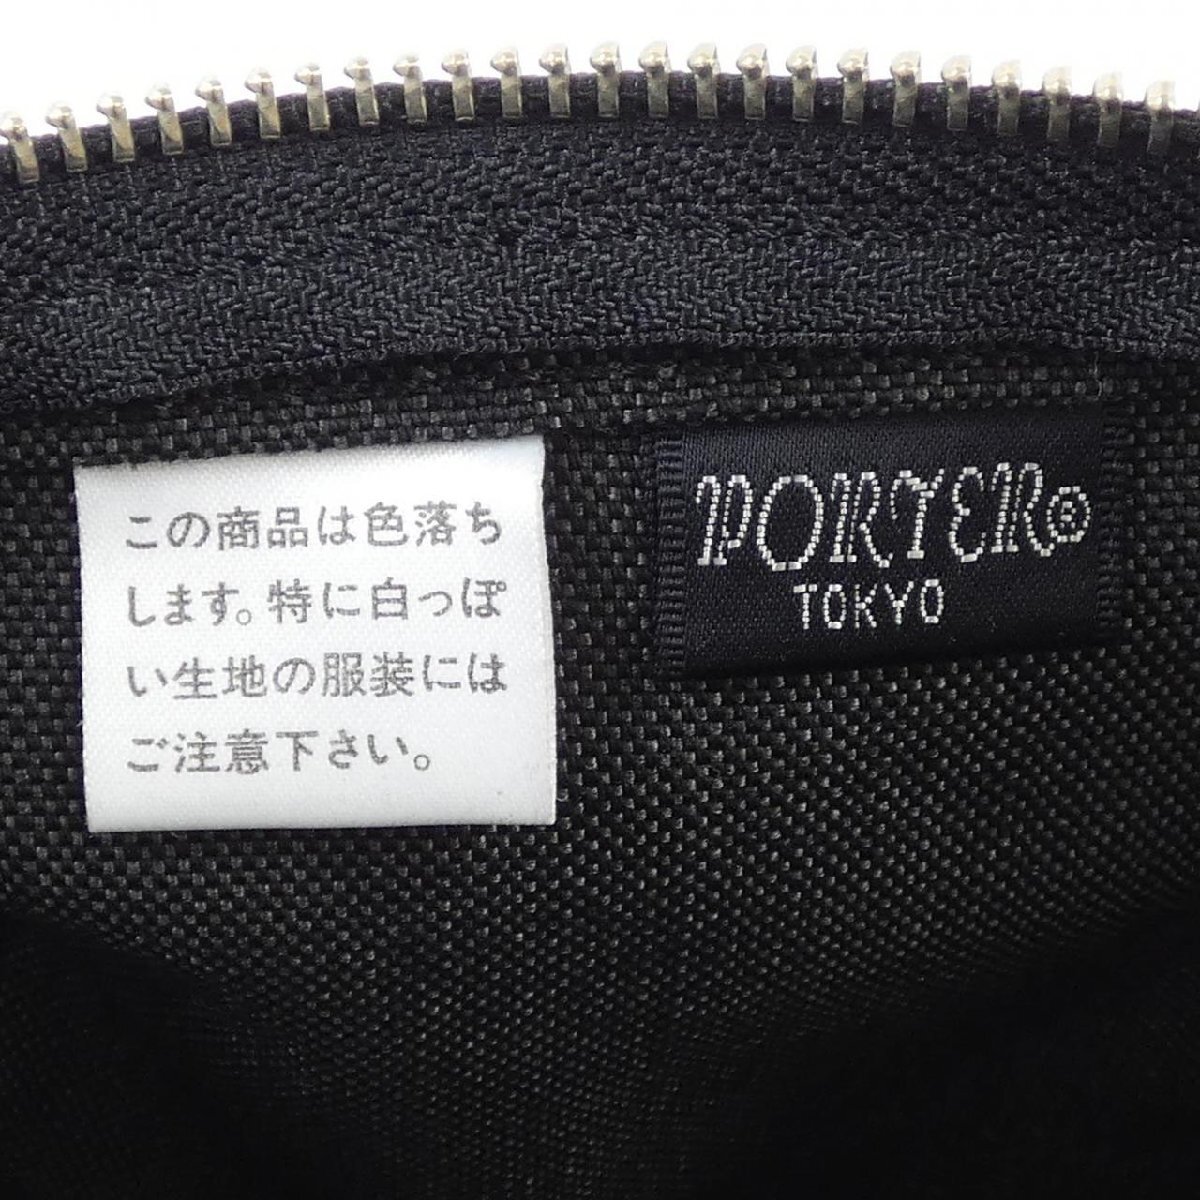 この商品は色落ち
します。特に白っぽ
い生地の服装には
ご注意下さい。
PORTER®
TOKYO